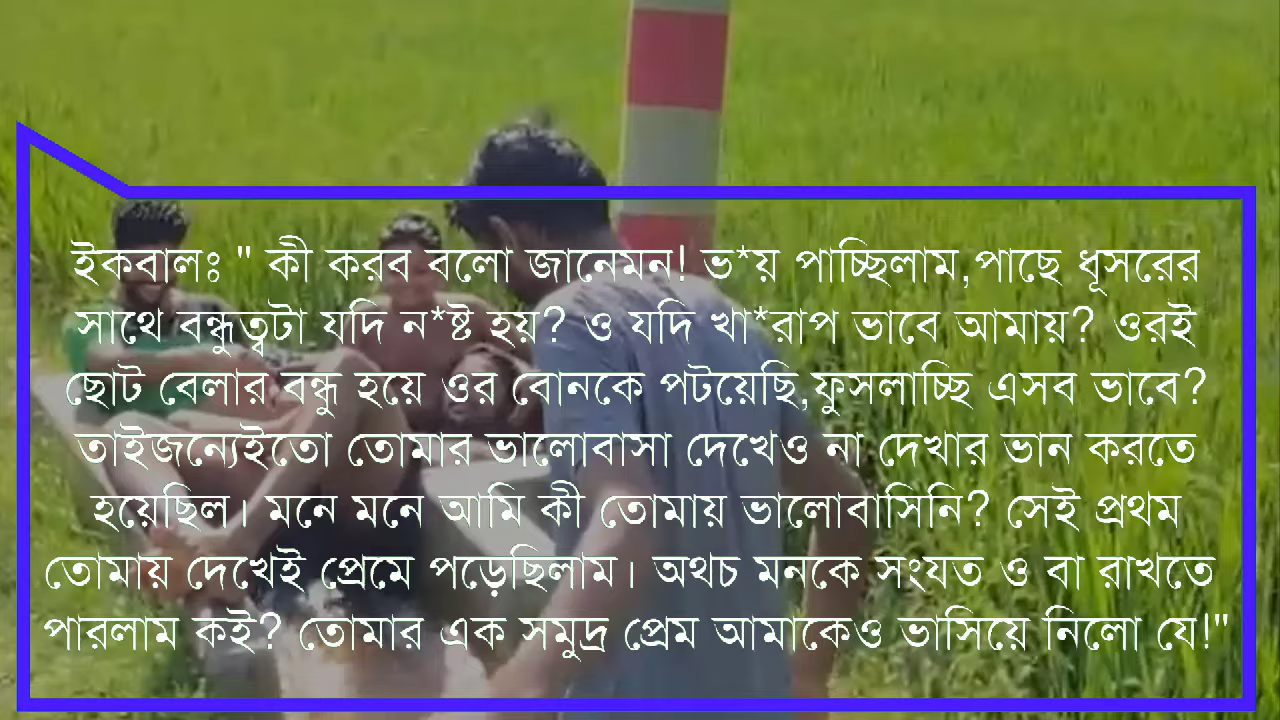 ইকবালঃ " কী করব বলো জানেমন! ভ*য় পাচ্ছিলাম,পাছে ধূসরের
সাথে বন্ধুত্বটা যদি ন*ষ্ট হয়? ও যদি খা*রাপ ভাবে আমায়? ওরই
ছোট বেলার বন্ধু হয়ে ওর বোনকে পটয়েছি,ফুসলাচ্ছি এসব ভাবে?
তাইজন্যেইতো তোমার ভালোবাসা দেখেও না দেখার ভান করতে
হয়েছিল। মনে মনে আমি কী তোমায় ভালোবাসিনি? সেই প্রথম
তোমায় দেখেই প্রেমে পড়েছিলাম। অথচ মনকে সংযত ও বা রাখতে
পারলাম কই? তোমার এক সমুদ্র প্রেম আমাকেও ভাসিয়ে নিলো যে!"